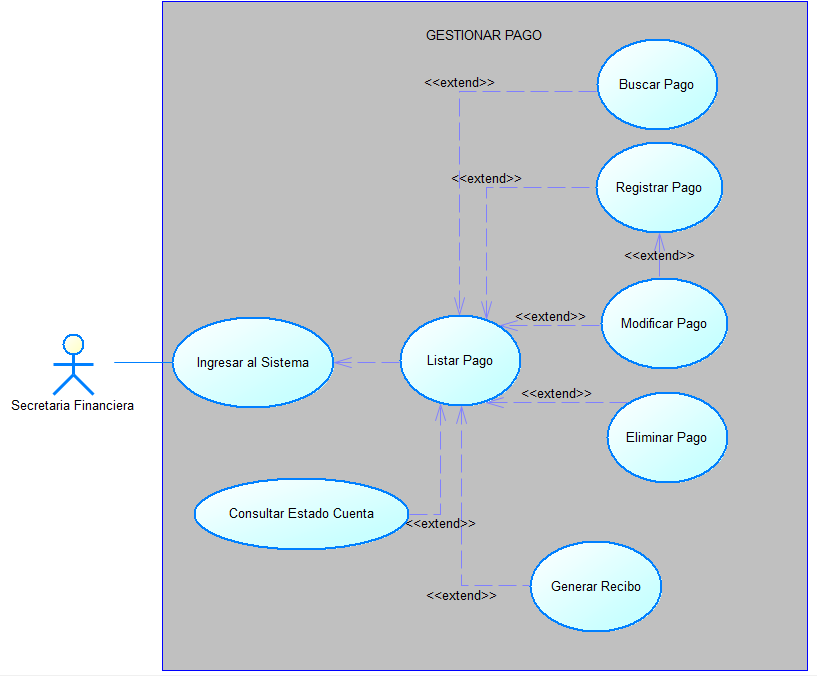 GESTIONAR PAGO
<<extend>>
Buscar Pago
<<extend>>
Registrar Pago
<<extend>>
<<extend>>
Modificar Pago
Ingresar al Sistema
Listar Pago
<<extend>>
Secretaria Financiera
Eliminar Pago
Consultar Estado Cuenta
<<extend>>
Generar Recibo
<<extend>>